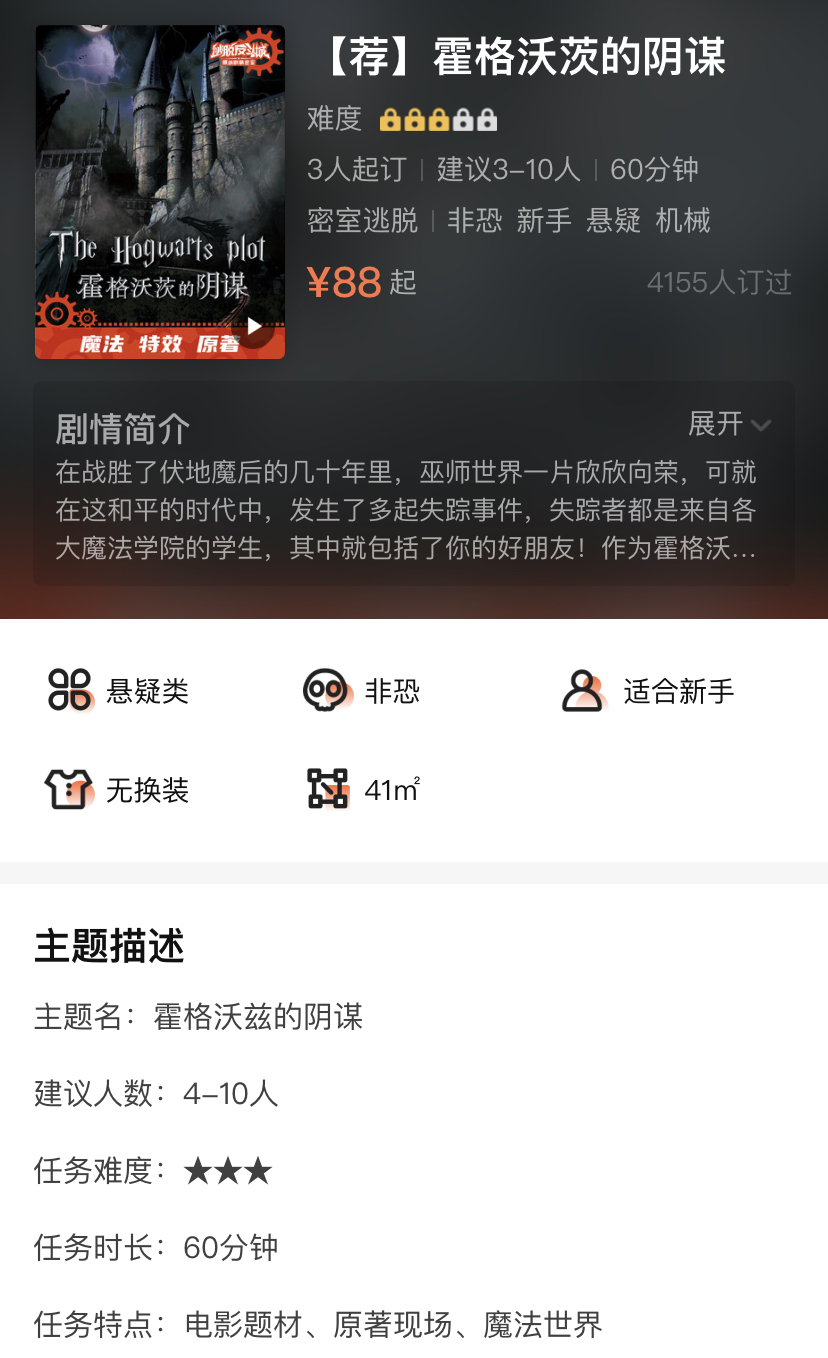 逃脱反斗城
【荐】霍格沃茨的阴谋
难度
3人起订 | 建议3-10人 | 60分钟
密室逃脱 | 非恐 新手 悬疑 机械
¥88 起
4155人订过
The Hogwarts plot
霍格沃茨的阴谋
魔法 特效 原著
剧情简介
展开
在战胜了伏地魔后的几十年里，巫师世界一片欣欣向荣，可就
在这和平的时代中，发生了多起失踪事件，失踪者都是来自各
大魔法学院的学生，其中就包括了你的好朋友！作为霍格沃...
悬疑类
非恐
适合新手
无换装
41㎡
主题描述
主题名：霍格沃兹的阴谋
建议人数：4-10人
任务难度：★★★
任务时长：60分钟
任务特点：电影题材、原著现场、魔法世界